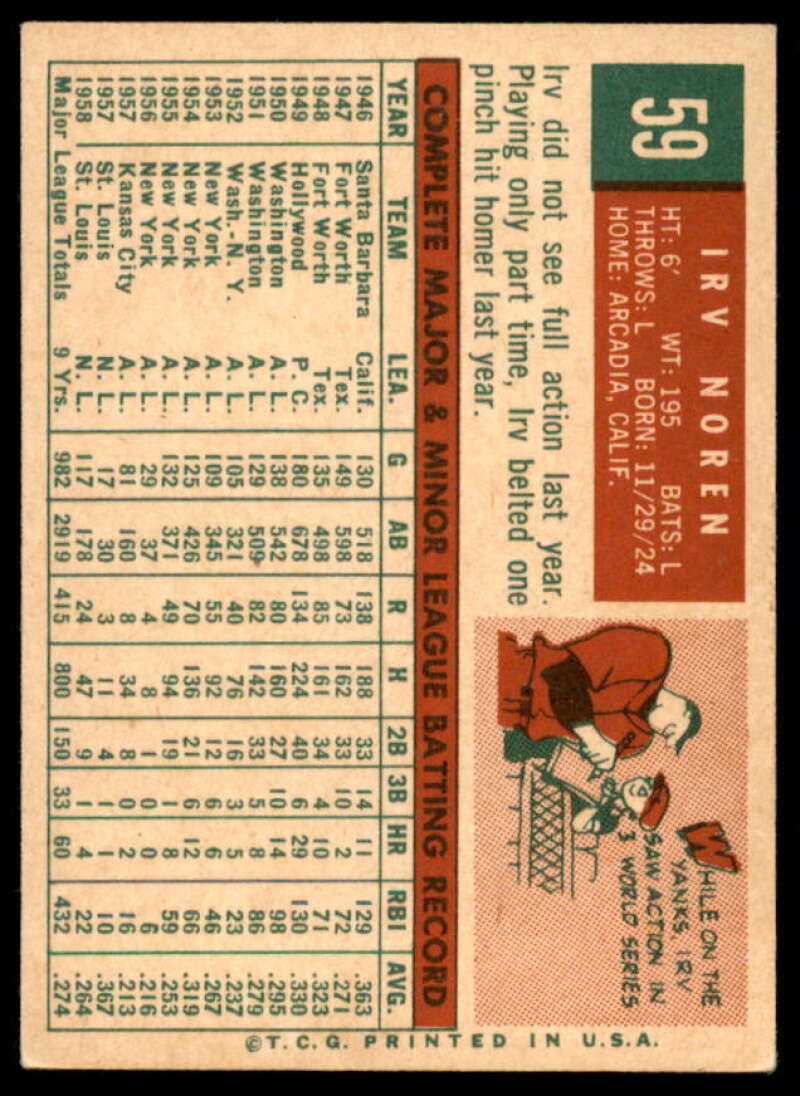 59
IRV NOREN
HT: 6' WT: 195 BATS: L
THROWS: L BORN: 11/29/24
HOME: ARCADIA, CALIF.
Irv did not see full action last year.
Playing only part time, Irv belted one
pinch hit homer last year.
WHILE ON THE
YANKS, IRV
SAW ACTION IN
3 WORLD SERIES
COMPLETE MAJOR & MINOR LEAGUE BATTING RECORD
YEAR TEAM LEA. G AB R H 2B 3B HR RBI AVG.
1946 Santa Barbara Calif. 130 518 138 188 33 14 11 129 .363
1947 Fort Worth Tex. 149 598 73 162 33 10 2 72 .271
1948 Fort Worth Tex. 135 498 85 161 34 4 10 71 .323
1949 Hollywood P. C. 180 678 134 224 40 6 29 130 .330
1950 Washington A. L. 138 542 80 160 27 10 14 98 .295
1951 Washington A. L. 129 509 82 142 33 5 8 86 .279
1952 Wash.-N. Y. A. L. 105 321 40 76 16 3 5 23 .237
1953 New York A. L. 109 345 55 92 12 6 6 46 .267
1954 New York A. L. 125 426 70 136 21 6 12 66 .319
1955 New York A. L. 132 371 49 94 19 1 8 59 .253
1956 New York A. L. 29 37 4 8 1 0 0 6 .216
1957 Kansas City A. L. 81 160 8 34 8 0 2 16 .213
1957 St. Louis N. L. 17 30 3 11 4 1 1 10 .367
1958 St. Louis N. L. 117 178 24 47 9 1 4 22 .264
Major League Totals 9 Yrs. 982 2919 415 800 150 33 60 432 .274
©T.C.G. PRINTED IN U.S.A.